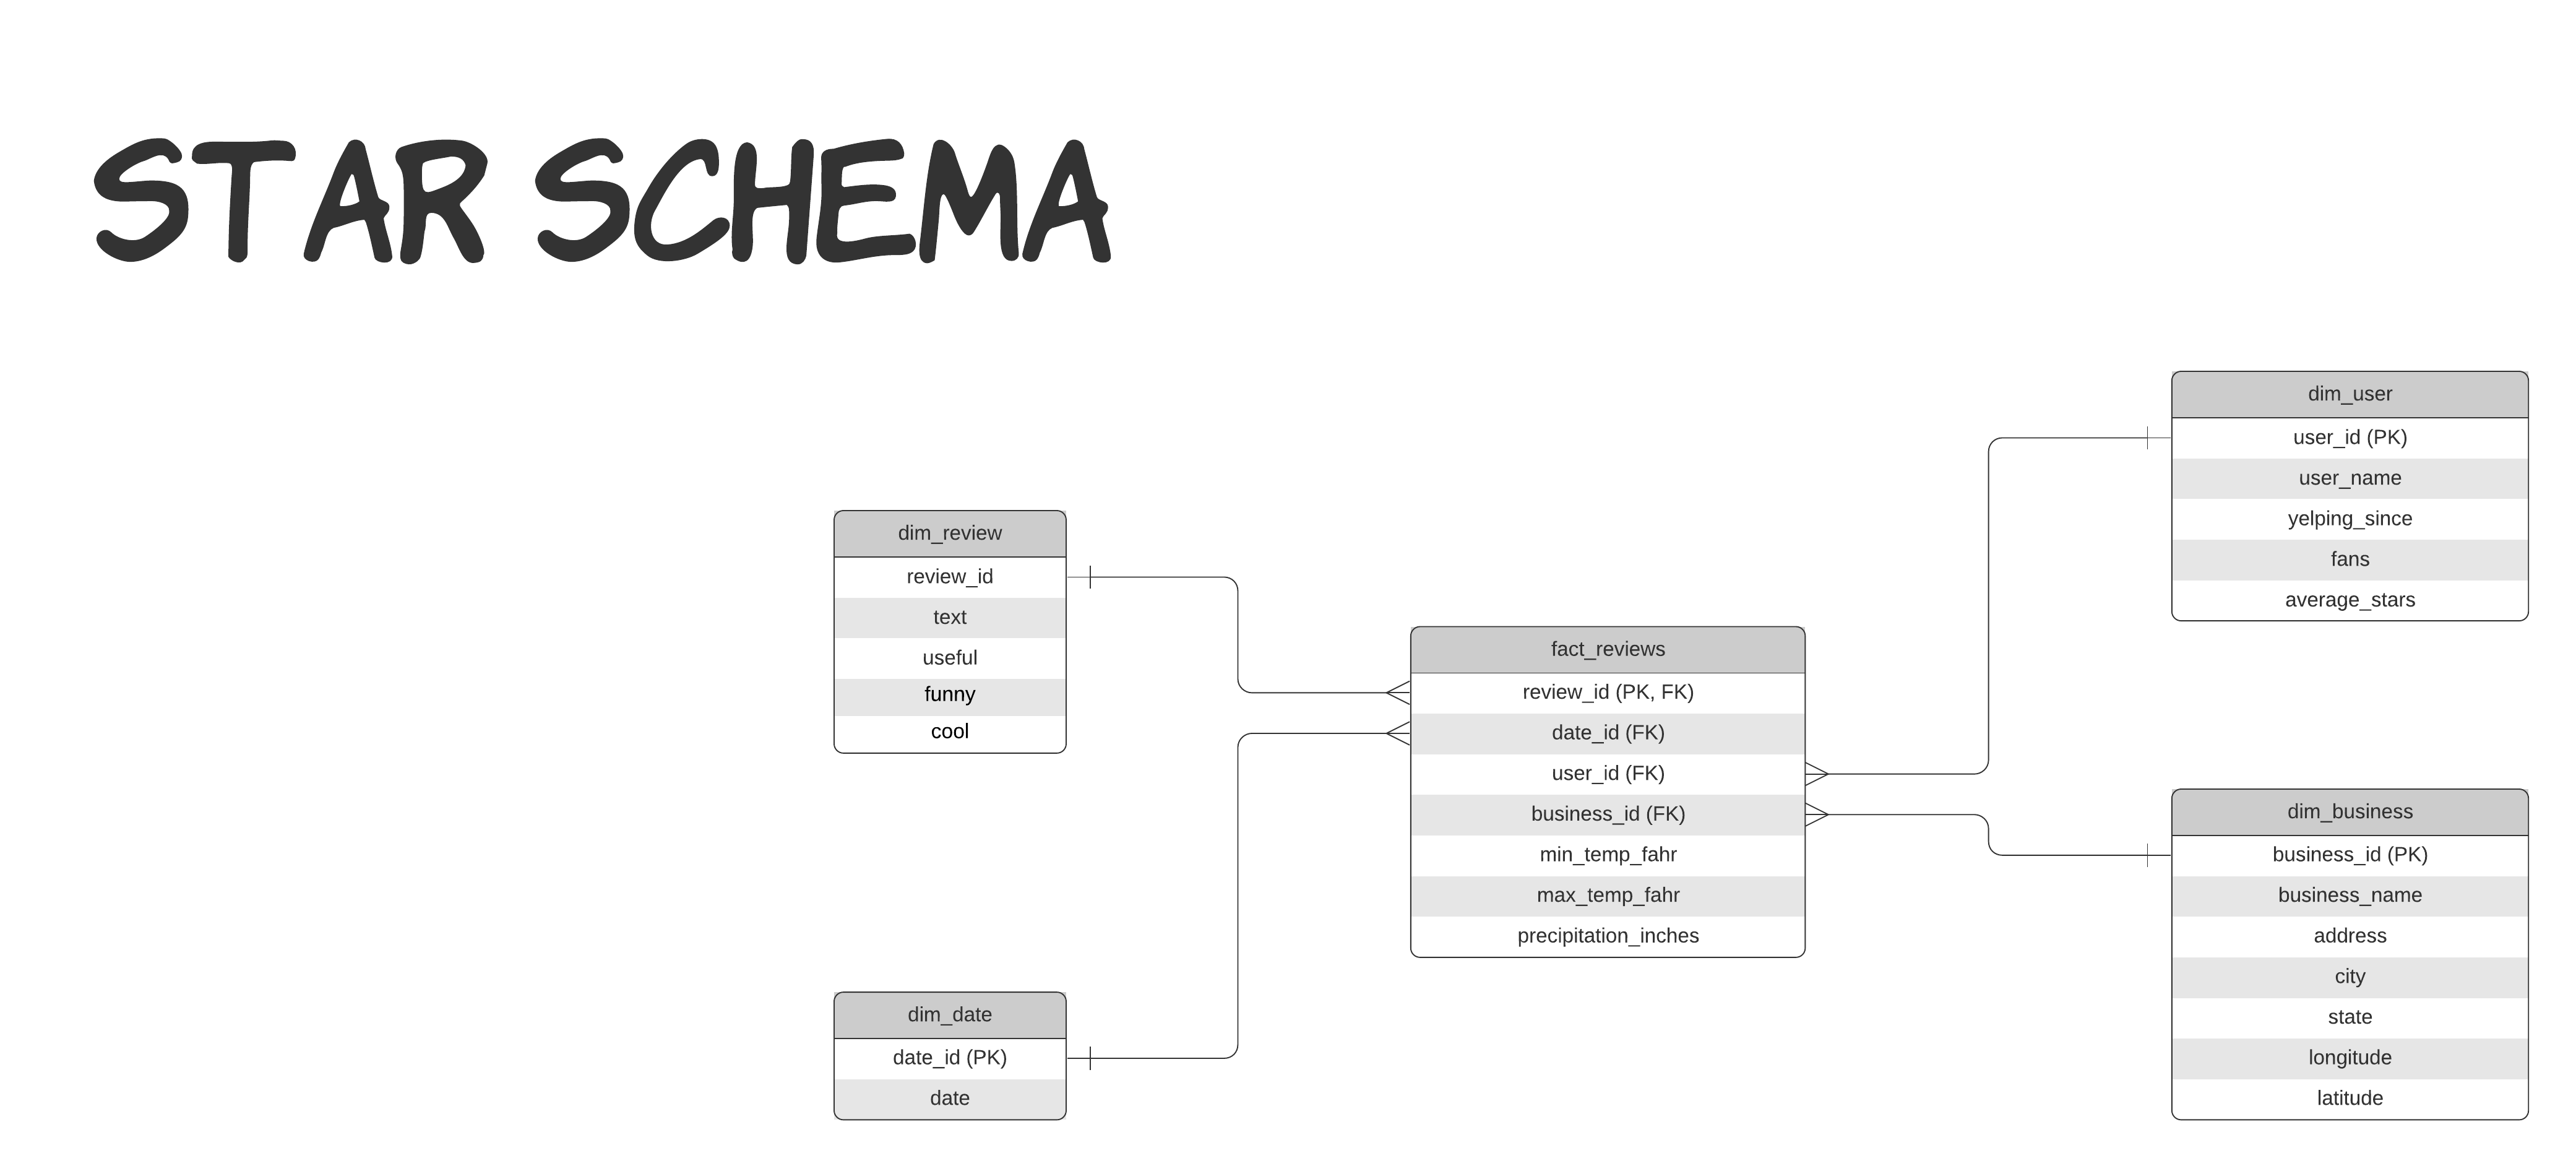 STAR SCHEMA
dim_review
review_id
text
useful
funny
cool
dim_date
date_id (PK)
date
fact_reviews
review_id (PK, FK)
date_id (FK)
user_id (FK)
business_id (FK)
min_temp_fahr
max_temp_fahr
precipitation_inches
dim_user
user_id (PK)
user_name
yelping_since
fans
average_stars
dim_business
business_id (PK)
business_name
address
city
state
longitude
latitude